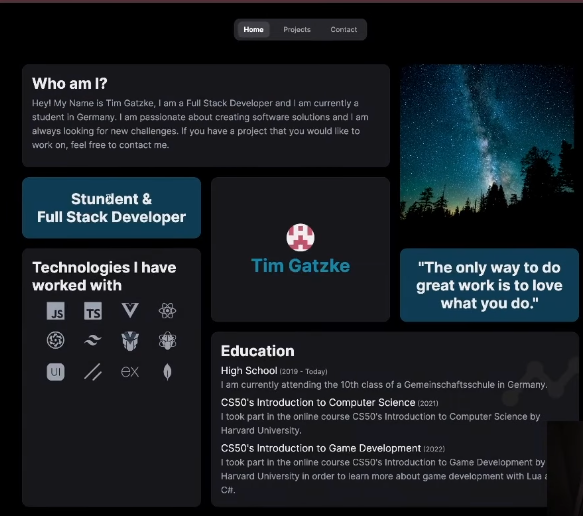 Home Projects Contact
Who am I?
Hey! My Name is Tim Gatzke, I am a Full Stack Developer and I am currently a
student in Germany. I am passionate about creating software solutions and I am
always looking for new challenges. If you have a project that you would like to
work on, feel free to contact me.
Stundent &
Full Stack Developer
Tim Gatzke
"The only way to do
great work is to love
what you do."
Technologies I have
worked with
JS TS
UI ex
Education
High School (2019 - Today)
I am currently attending the 10th class of a Gemeinschaftsschule in Germany.
CS50's Introduction to Computer Science (2021)
I took part in the online course CS50's Introduction to Computer Science by
Harvard University.
CS50's Introduction to Game Development (2022)
I took part in the online course CS50's Introduction to Game Development by
Harvard University in order to learn more about game development with Lua
C#.